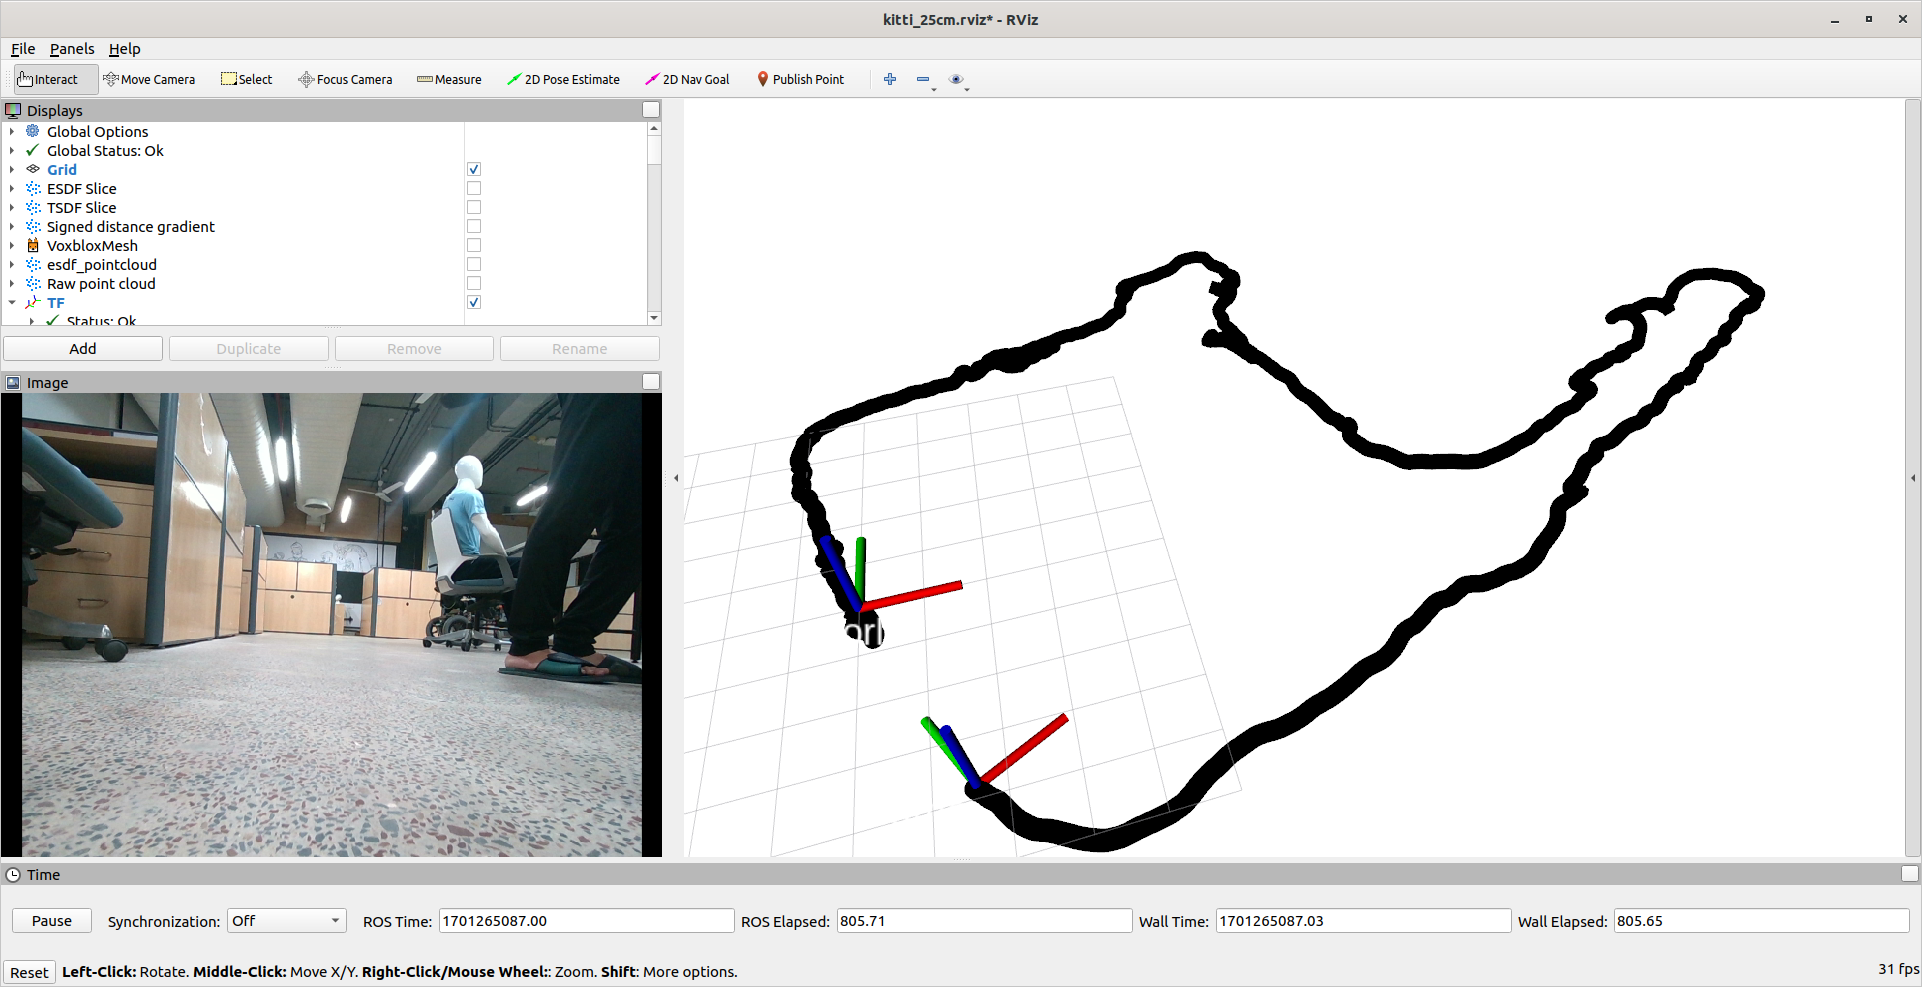 kitti_25cm.rviz* - RViz
File Panels Help
Interact Move Camera Select Focus Camera Measure 2D Pose Estimate 2D Nav Goal Publish Point
Displays
Global Options
Global Status: Ok
Grid
ESDF Slice
TSDF Slice
Signed distance gradient
VoxbloxMesh
esdf_pointcloud
Raw point cloud
TF
Status: Ok
Add Duplicate Remove Rename
Image
orl
Time
Pause Synchronization: Off ROS Time: 1701265087.00 ROS Elapsed: 805.71 Wall Time: 1701265087.03 Wall Elapsed: 805.65
Reset Left-Click: Rotate. Middle-Click: Move X/Y. Right-Click/Mouse Wheel:: Zoom. Shift: More options. 31 fps